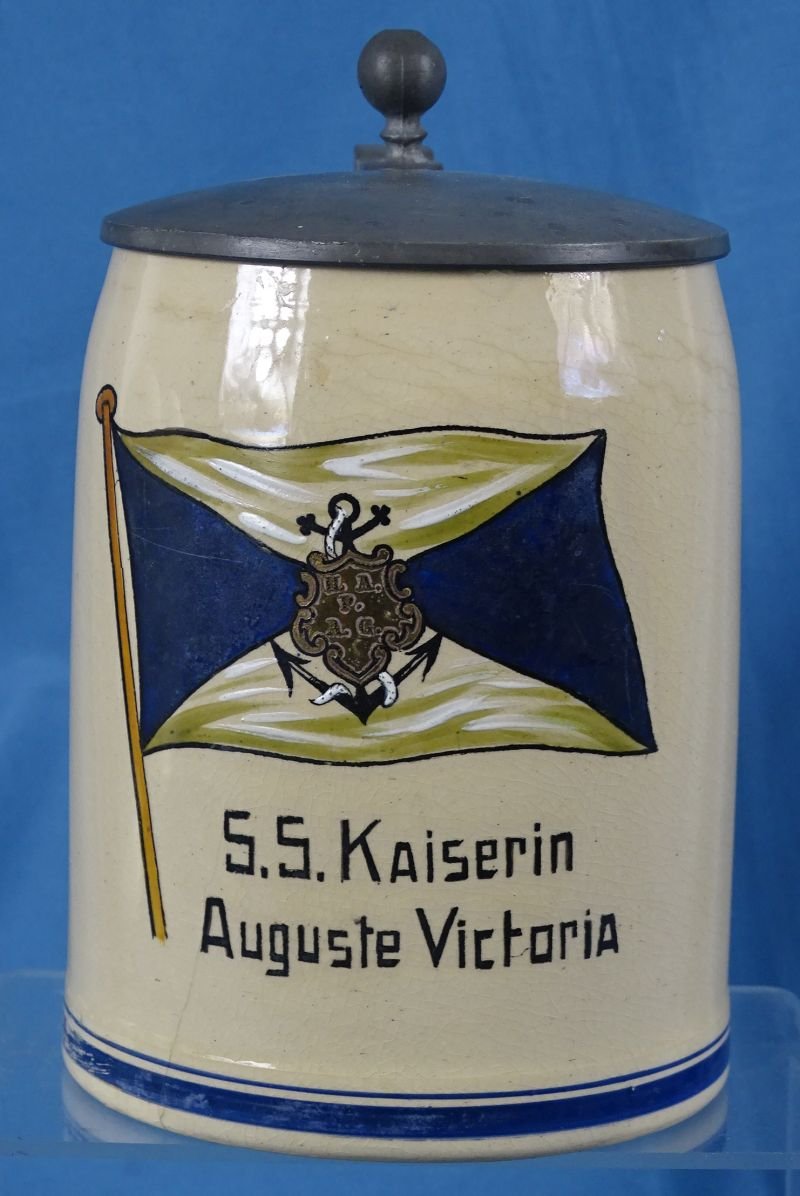 H. A.
P.
A. G.
S.S. Kaiserin
Auguste Victoria